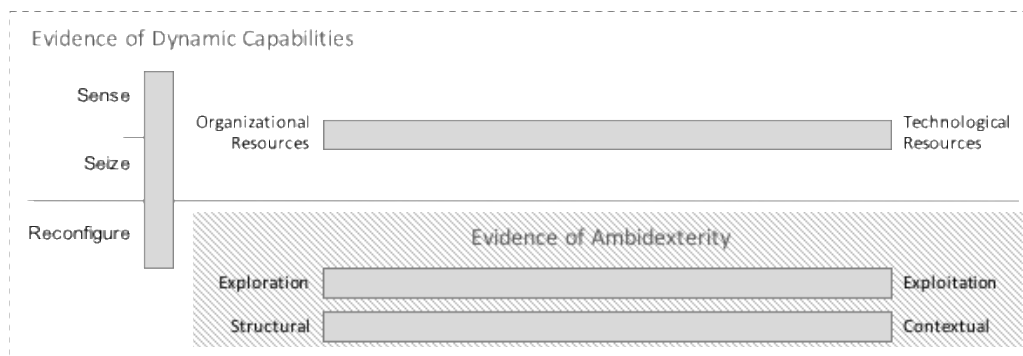 Evidence of Dynamic Capabilities
Sense
Organizational
Resources
Technological
Resources
Seize
Reconfigure
Evidence of Ambidexterity
Exploration
Exploitation
Structural
Contextual